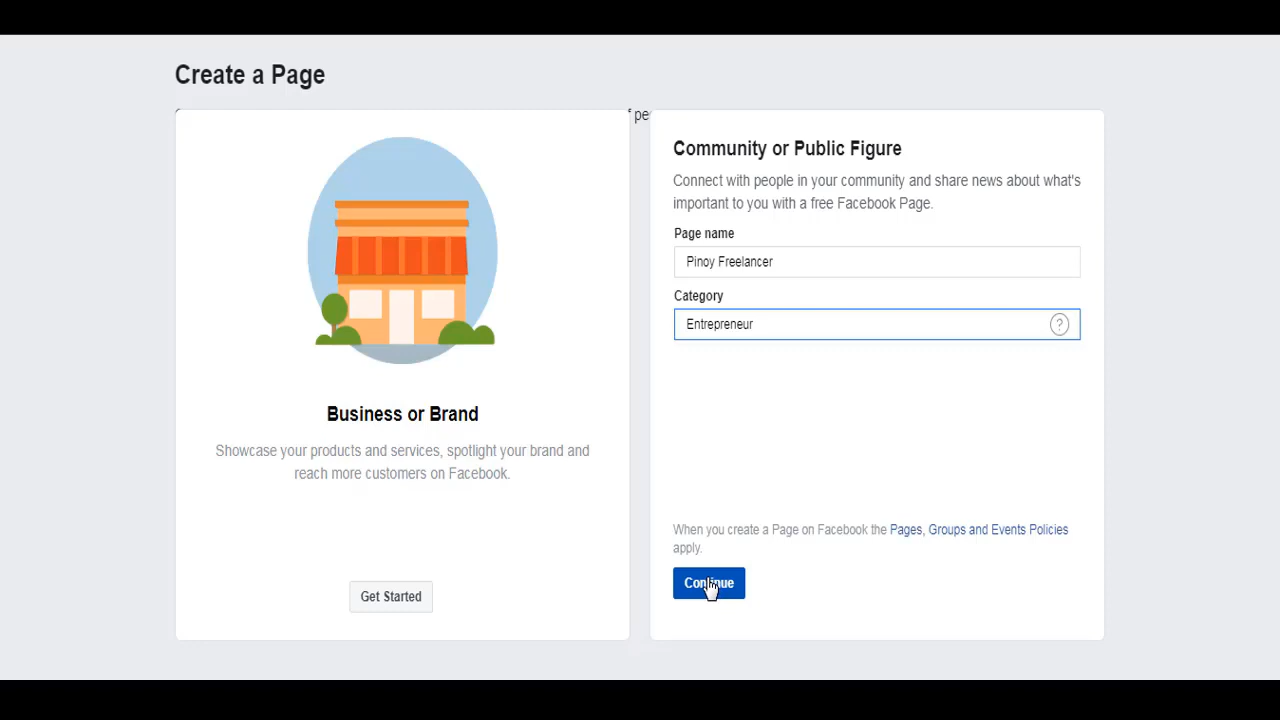 Create a Page
Business or Brand
Showcase your products and services, spotlight your brand and
reach more customers on Facebook.
Get Started
Community or Public Figure
Connect with people in your community and share news about what's
important to you with a free Facebook Page.
Page name
Pinoy Freelancer
Category
Entrepreneur
?
When you create a Page on Facebook the Pages, Groups and Events Policies
apply.
Continue